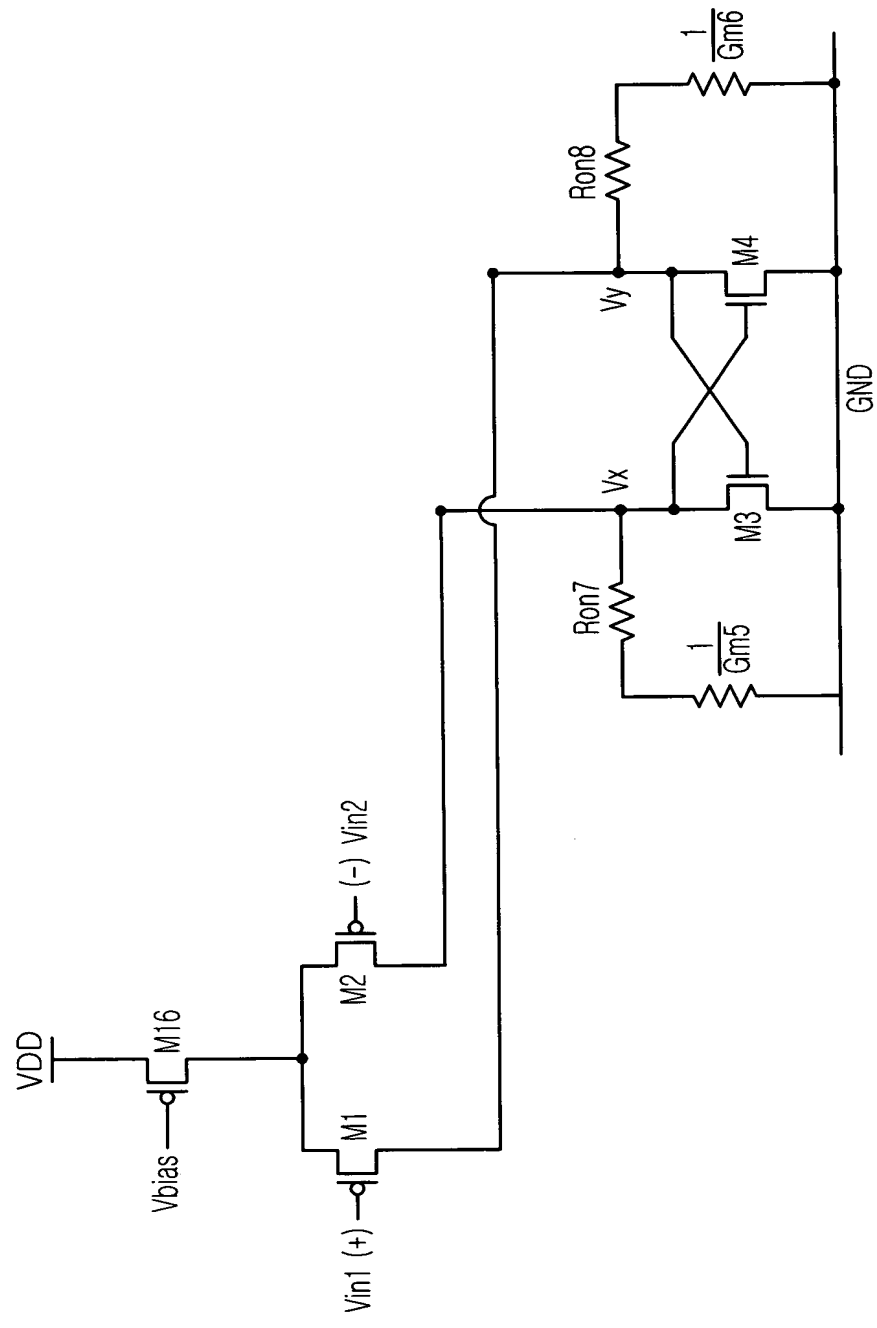 VDD
M16
Vbias
M1
Vin1 (+)
M2
(-) Vin2
Ron7
1
Gm5
Vx
M3
Vy
M4
Ron8
1
Gm6
GND